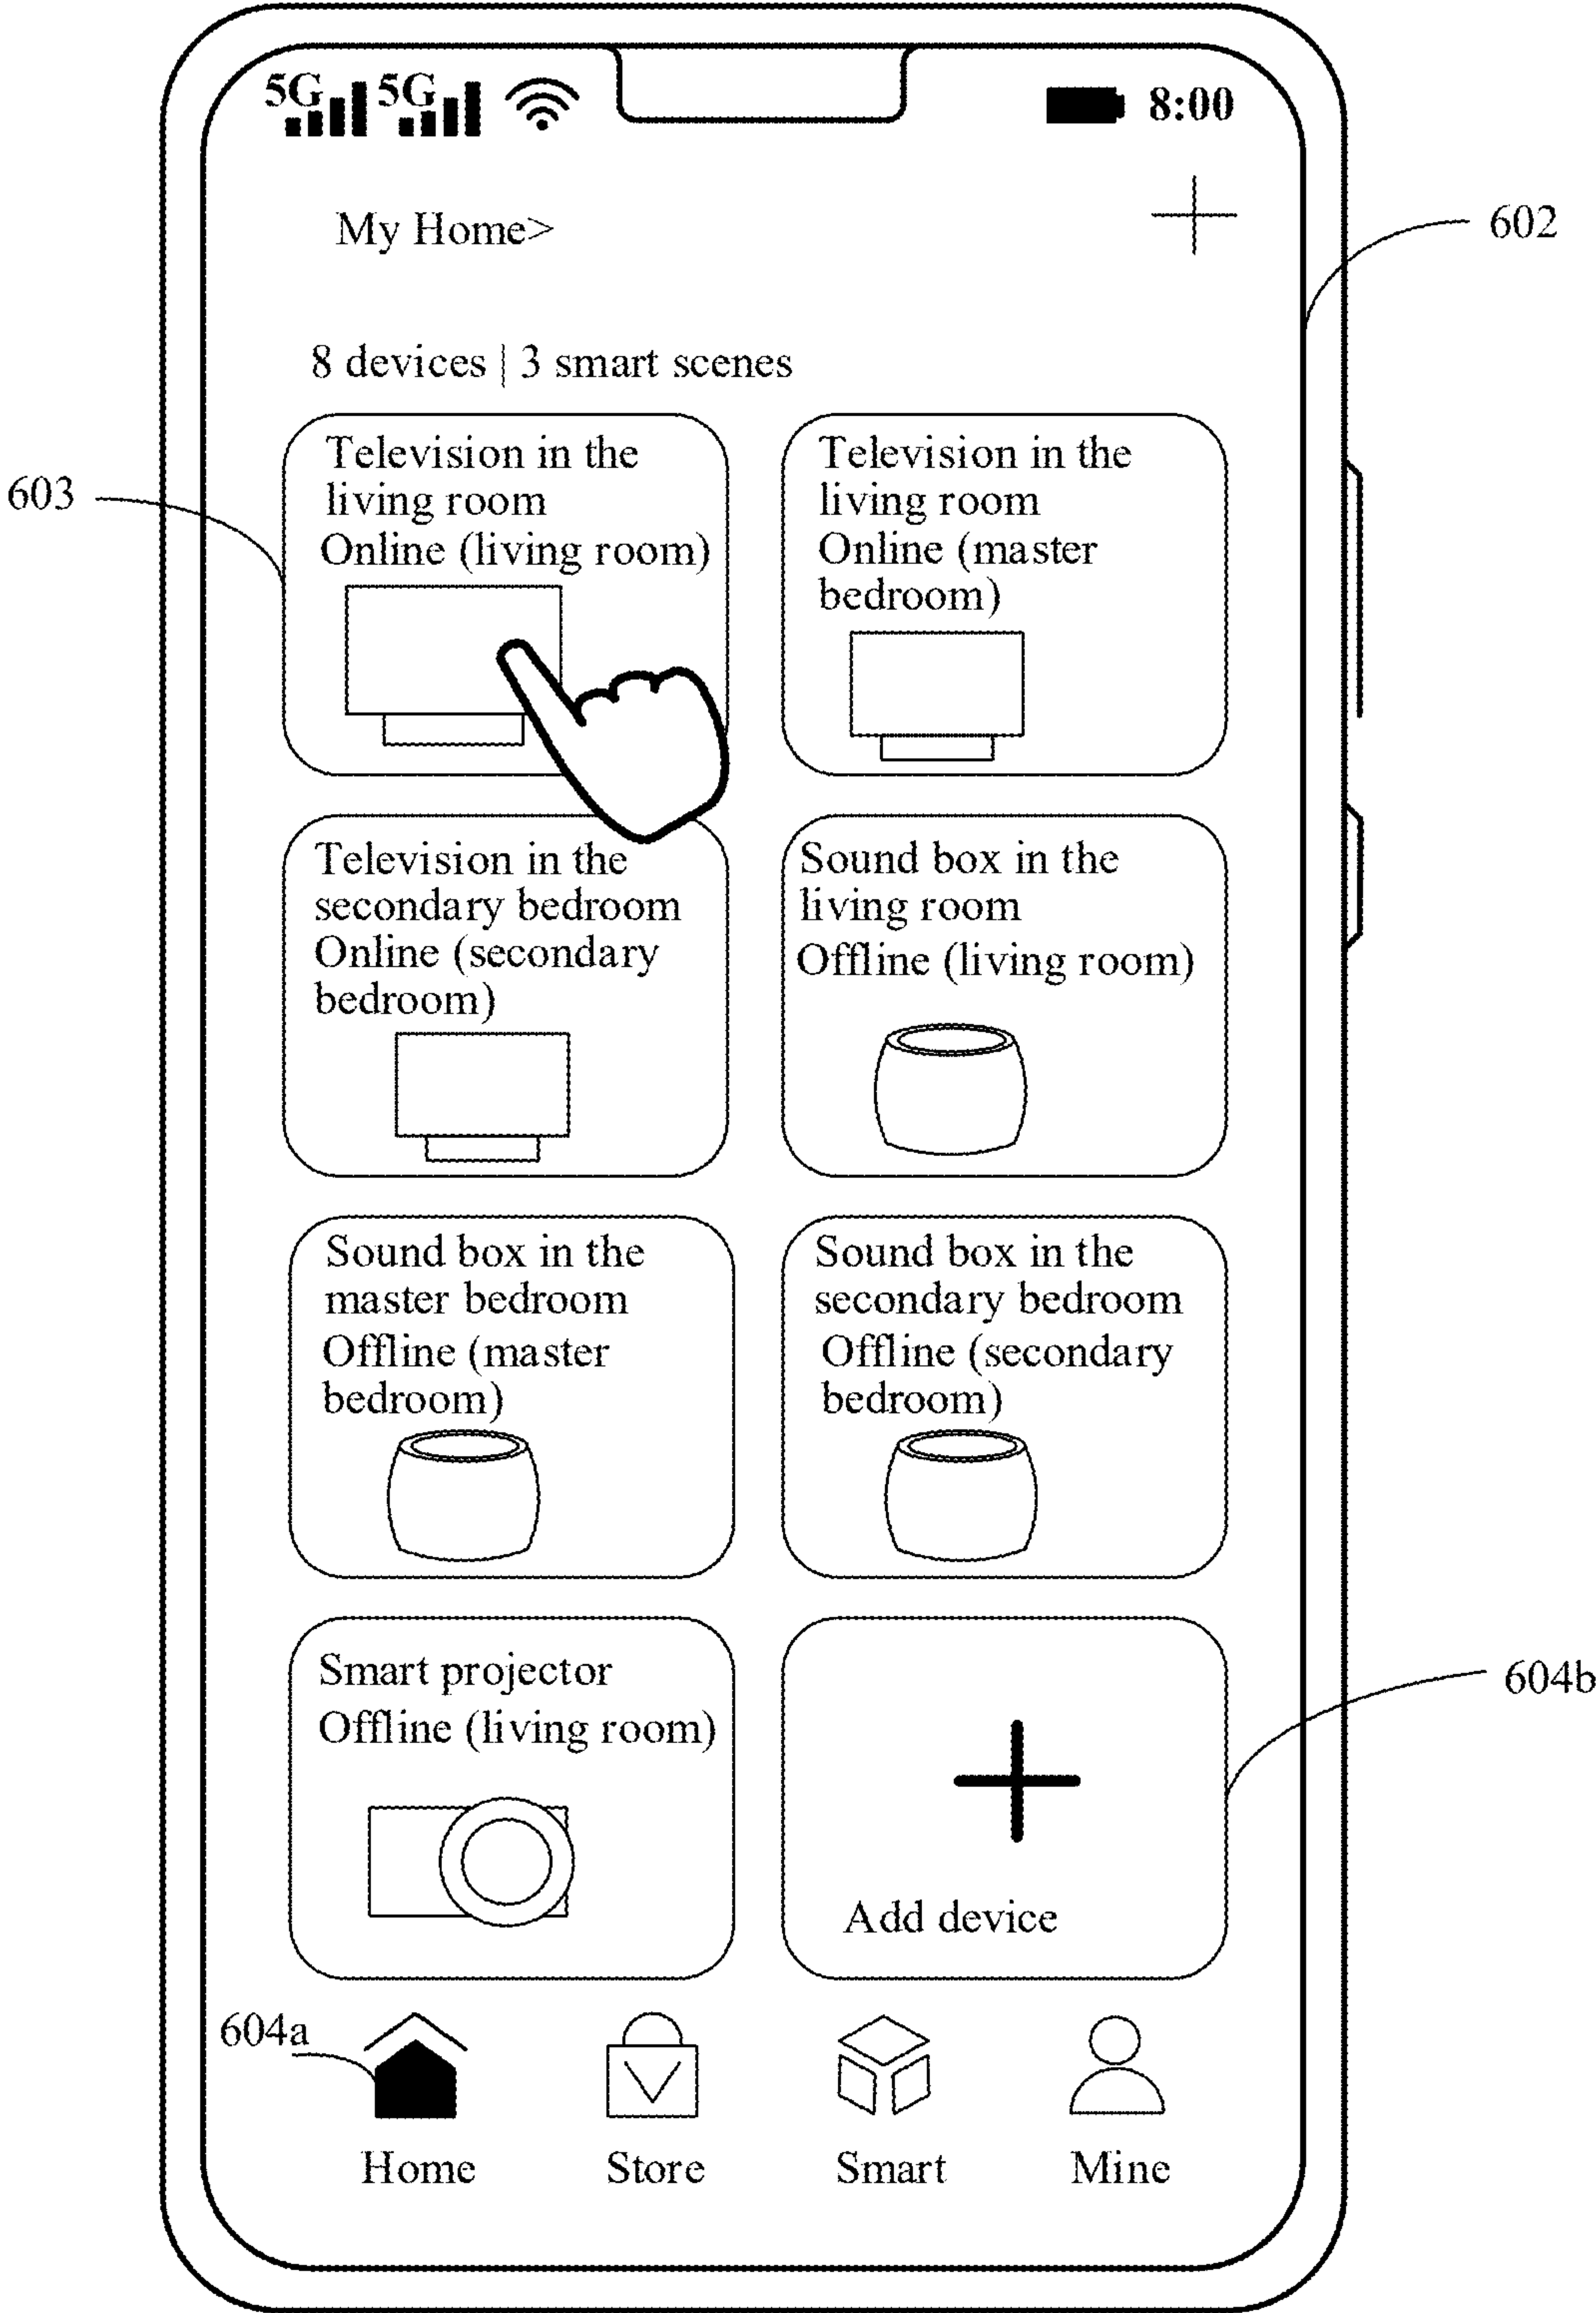 5G 5G 8:00
My Home>
602
8 devices | 3 smart scenes
603
Television in the
living room
Online (living room)
Television in the
living room
Online (master
bedroom)
Television in the
secondary bedroom
Online (secondary
bedroom)
Sound box in the
living room
Offline (living room)
Sound box in the
master bedroom
Offline (master
bedroom)
Sound box in the
secondary bedroom
Offline (secondary
bedroom)
Smart projector
Offline (living room)
604b
Add device
604a
Home Store Smart Mine